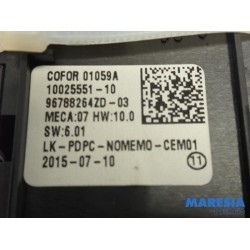 COFOR 01059A
10025551-10
96788264ZD-03
MECA:07 HW:10.0
SW:6.01
LK-PDPC-NOMEMO-CEM01
2015-07-10
11
MARESIA